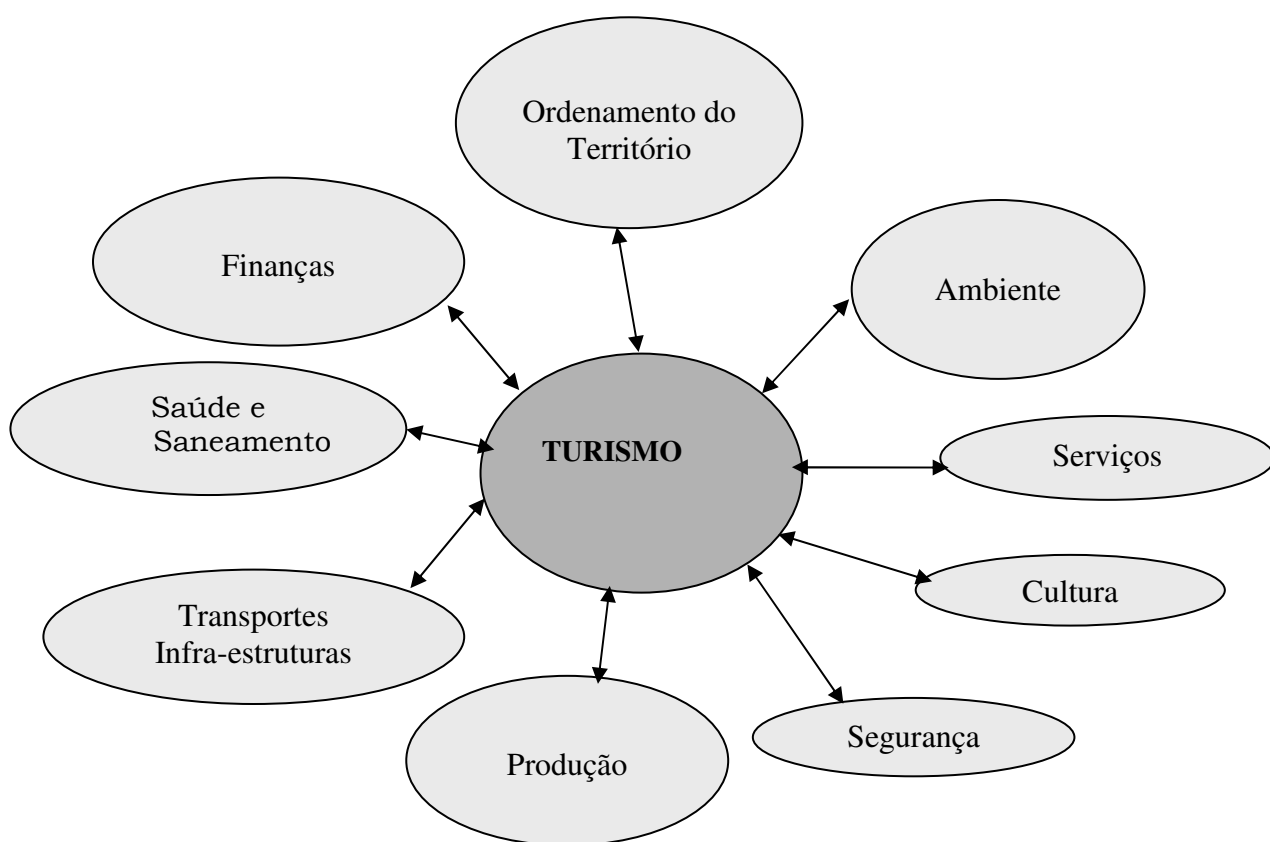 Ordenamento do
Território
Finanças
Ambiente
Saúde e
Saneamento
TURISMO
Serviços
Transportes
Infra-estruturas
Cultura
Segurança
Produção